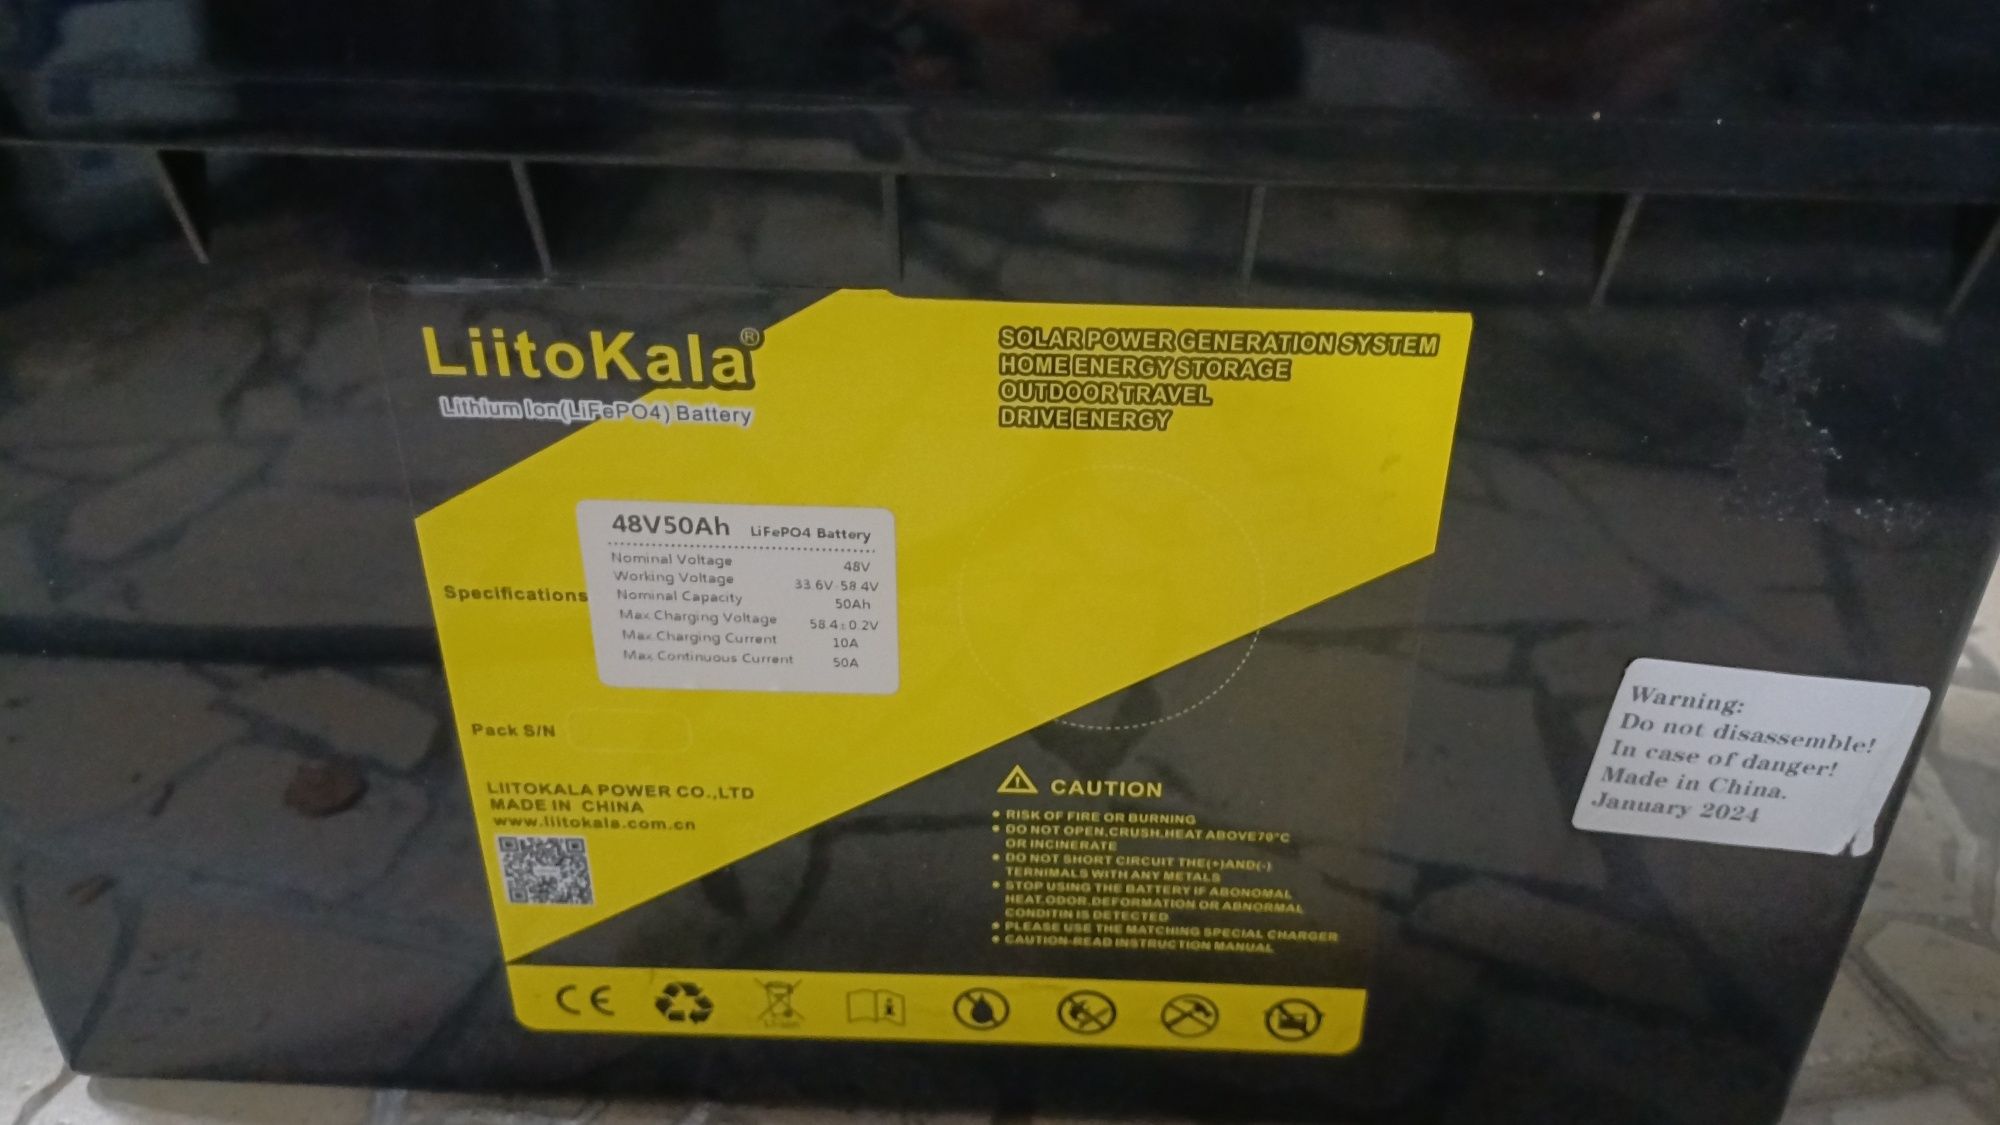 LiitoKala®
Lithium Ion(LiFePO4) Battery
SOLAR POWER GENERATION SYSTEM
HOME ENERGY STORAGE
OUTDOOR TRAVEL
DRIVE ENERGY
48V50Ah LiFePO4 Battery
Specifications
Nominal Voltage 48V
Working Voltage 33.6V-58.4V
Nominal Capacity 50Ah
Max Charging Voltage 58.4±0.2V
Max Charging Current 10A
Max Continuous Current 50A
Pack S/N
LIITOKALA POWER CO.,LTD
MADE IN CHINA
www.liitokala.com.cn
CAUTION
• RISK OF FIRE OR BURNING
• DO NOT OPEN,CRUSH,HEAT ABOVE70°C
OR INCINERATE
• DO NOT SHORT CIRCUIT THE(+)AND(-)
TERNIMALS WITH ANY METALS
• STOP USING THE BATTERY IF ABONOMAL
HEAT,ODOR,DEFORMATION OR ABNORMAL
CONDITIN IS DETECTED
• PLEASE USE THE MATCHING SPECIAL CHARGER
• CAUTION-READ INSTRUCTION MANUAL
CE
Li-ion
Warning:
Do not disassemble!
In case of danger!
Made in China.
January 2024